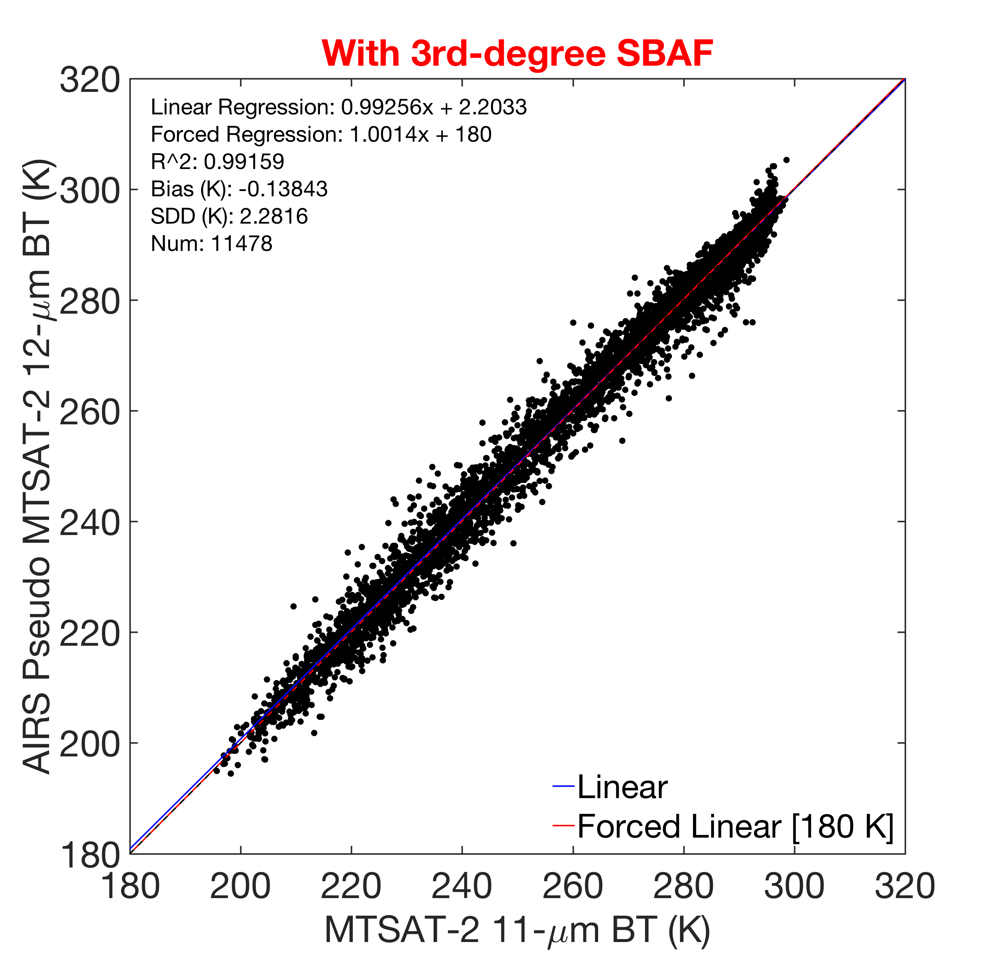 With 3rd-degree SBAF
Linear Regression: 0.99256x + 2.2033
Forced Regression: 1.0014x + 180
R^2: 0.99159
Bias (K): -0.13843
SDD (K): 2.2816
Num: 11478
AIRS Pseudo MTSAT-2 12-μm BT (K)
320
300
280
260
240
220
200
180
Linear
Forced Linear [180 K]
180 200 220 240 260 280 300 320
MTSAT-2 11-μm BT (K)